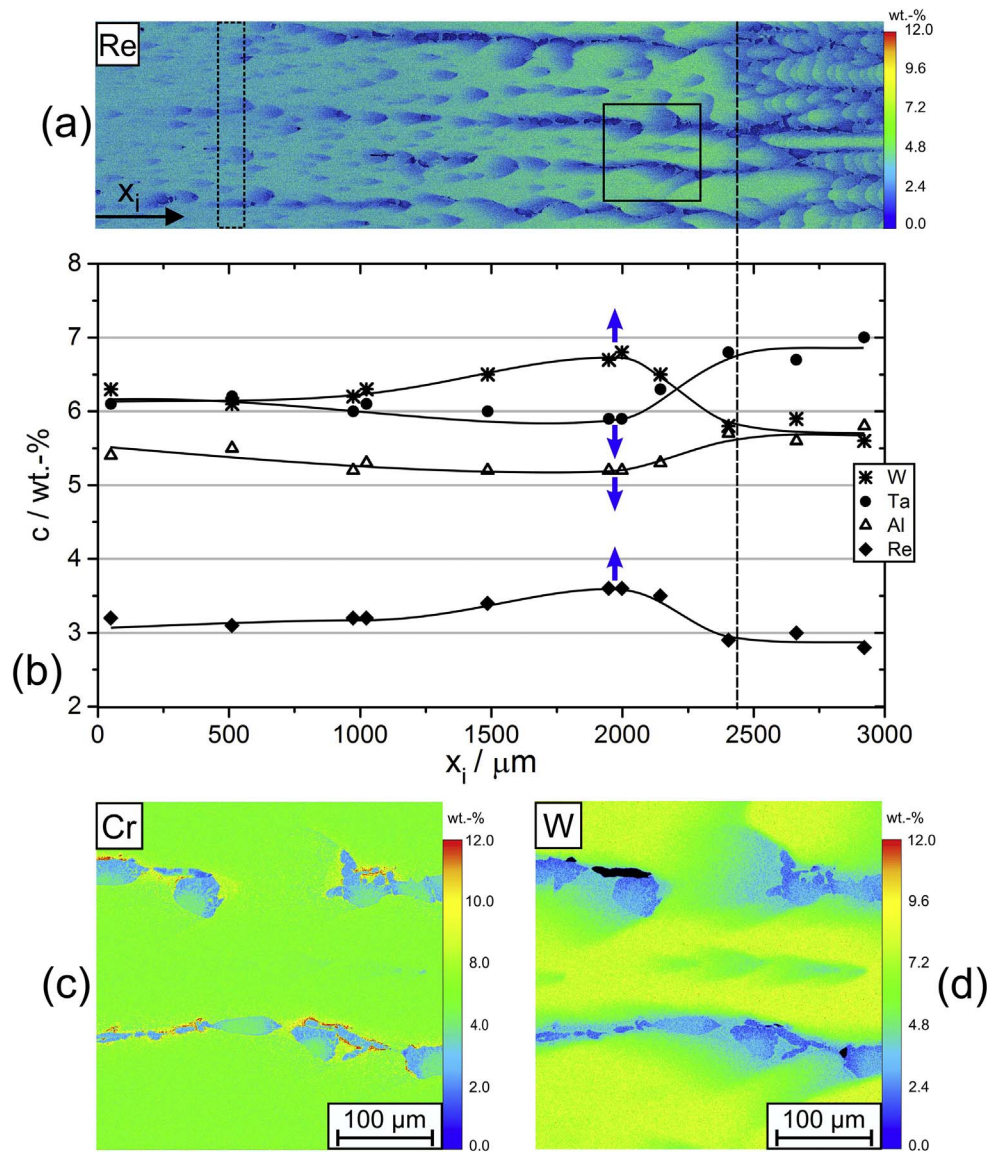 Re
(a)
x_i
wt.-%
12.0
9.6
7.2
4.8
2.4
0.0
8
7
6
5
4
3
2
c / wt.-%
(b)
W
Ta
Al
Re
0 500 1000 1500 2000 2500 3000
x_i / μm
Cr
(c)
100 μm
wt.-%
12.0
10.0
8.0
4.0
2.0
0.0
W
(d)
100 μm
wt.-%
12.0
9.6
7.2
4.8
2.4
0.0